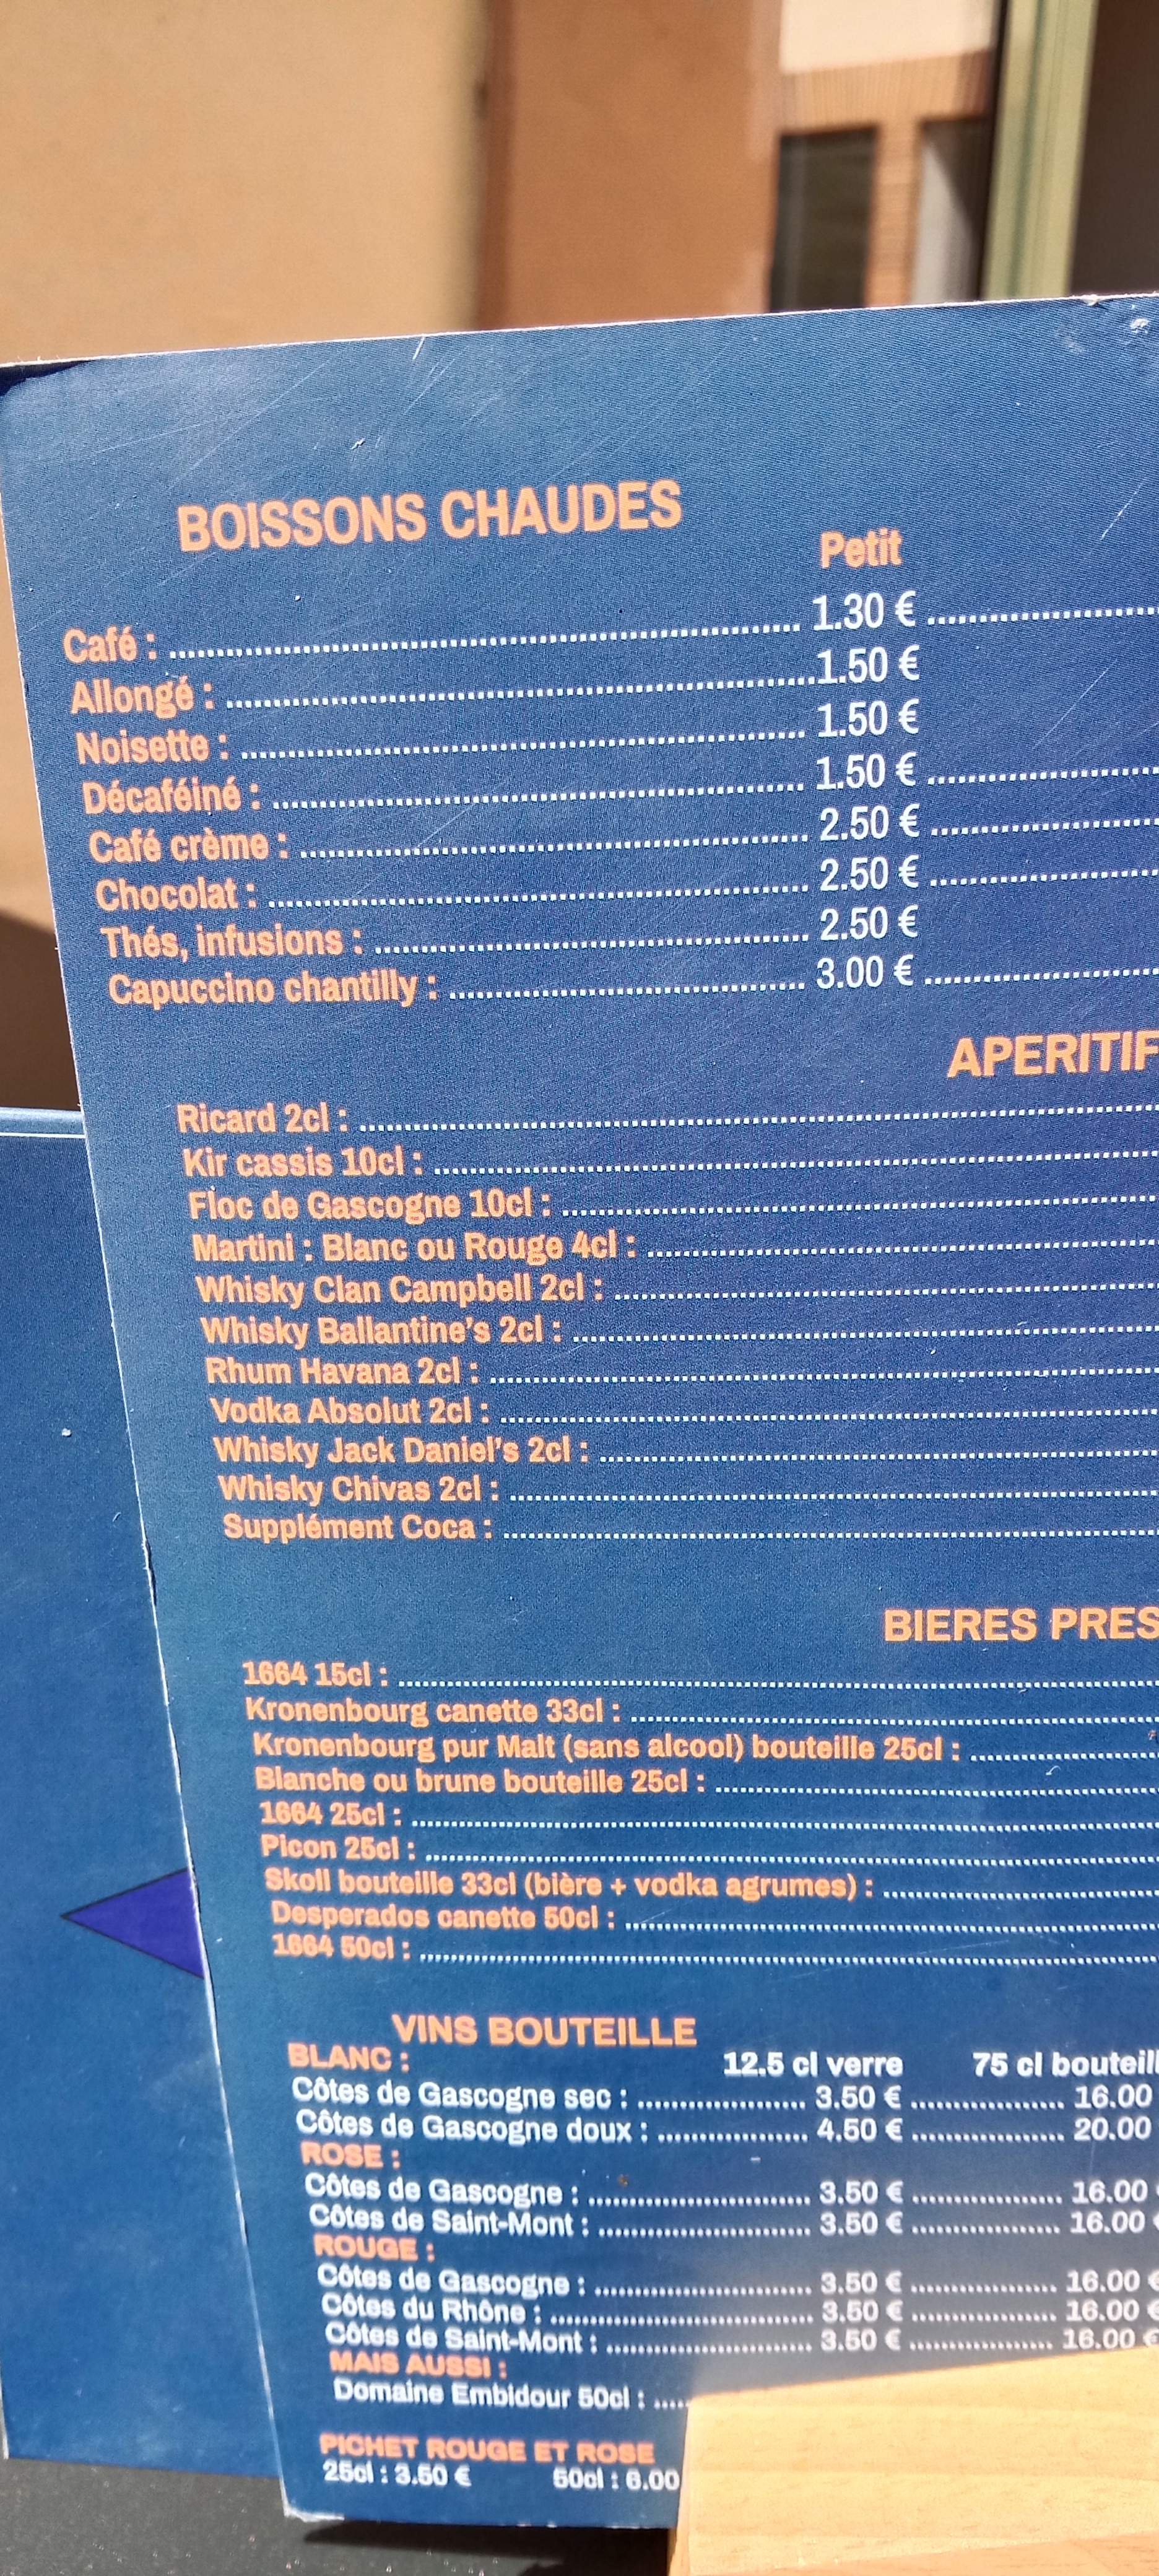 BOISSONS CHAUDES
Petit
Café : 1.30 €
Allongé : 1.50 €
Noisette : 1.50 €
Décaféiné : 1.50 €
Café crème : 2.50 €
Chocolat : 2.50 €
Thés, infusions : 2.50 €
Capuccino chantilly : 3.00 €
APERITIF
Ricard 2cl :
Kir cassis 10cl :
Floc de Gascogne 10cl :
Martini : Blanc ou Rouge 4cl :
Whisky Clan Campbell 2cl :
Whisky Ballantine's 2cl :
Rhum Havana 2cl :
Vodka Absolut 2cl :
Whisky Jack Daniel's 2cl :
Whisky Chivas 2cl :
Supplément Coca :
BIERES PRES
1664 15cl :
Kronenbourg canette 33cl :
Kronenbourg pur Malt (sans alcool) bouteille 25cl :
Blanche ou brune bouteille 25cl :
1664 25cl :
Picon 25cl :
Skoll bouteille 33cl (bière + vodka agrumes) :
Desperados canette 50cl :
1664 50cl :
VINS BOUTEILLE
BLANC : 12.5 cl verre 75 cl bouteill
Côtes de Gascogne sec : 3.50 € 16.00
Côtes de Gascogne doux : 4.50 € 20.00
ROSE :
Côtes de Gascogne : 3.50 € 16.00
Côtes de Saint-Mont : 3.50 € 16.00 €
ROUGE :
Côtes de Gascogne : 3.50 € 16.00 €
Côtes du Rhône : 3.50 € 16.00 €
Côtes de Saint-Mont : 3.50 € 16.00 €
MAIS AUSSI :
Domaine Embidour 50cl :
PICHET ROUGE ET ROSE
25cl : 3.50 € 50cl : 6.00